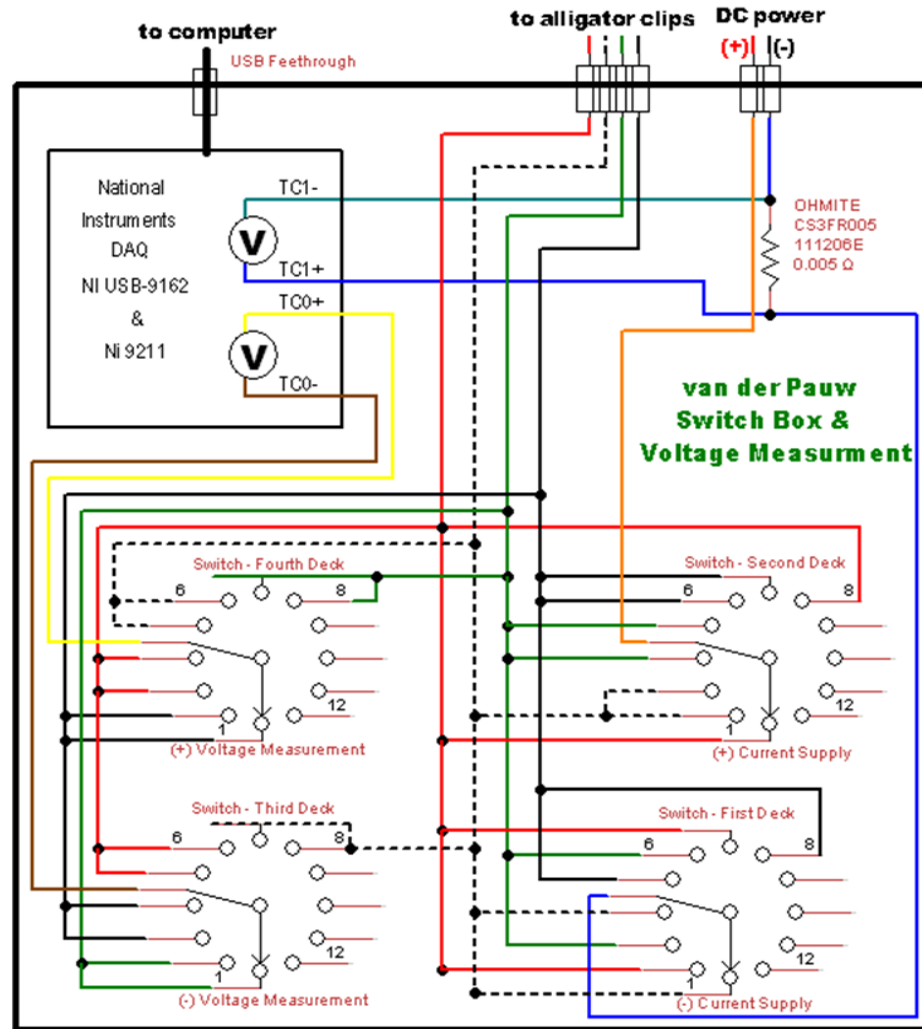 to computer
to alligator clips
DC power
(+)
(-)
USB Feethrough
National
Instruments
DAQ
NI USB-9162
&
Ni 9211
V
V
TC1-
TC1+
TC0+
TC0-
OHMITE
CS3FR005
111206E
0.005 Ω
van der Pauw
Switch Box &
Voltage Measurment
Switch - Fourth Deck
6
8
1
12
(+) Voltage Measurement
Switch - Second Deck
6
8
1
12
(+) Current Supply
Switch - Third Deck
6
8
1
12
(-) Voltage Measurement
Switch - First Deck
6
8
1
12
(-) Current Supply